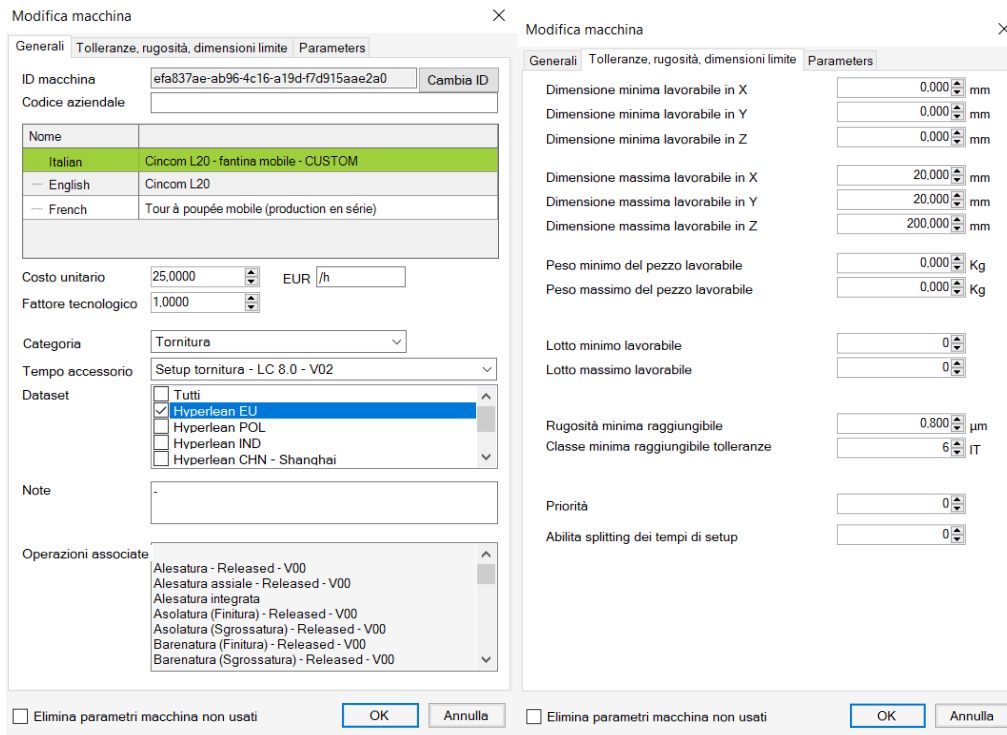 Modifica macchina
Generali Tolleranze, rugosità, dimensioni limite Parameters
ID macchina efa837ae-ab96-4c16-a19d-f7d915aae2a0 Cambia ID
Codice aziendale
Nome
Italian Cincom L20 - fantina mobile - CUSTOM
English Cincom L20
French Tour à poupée mobile (production en série)
Costo unitario 25,0000 EUR /h
Fattore tecnologico 1,0000
Categoria Tornitura
Tempo accessorio Setup tornitura - LC 8.0 - V02
Dataset Tutti
Hyperlean EU
Hyperlean POL
Hyperlean IND
Hyperlean CHN - Shanghai
Note -
Operazioni associate
Alesatura - Released - V00
Alesatura assiale - Released - V00
Alesatura integrata
Asolatura (Finitura) - Released - V00
Asolatura (Sgrossatura) - Released - V00
Barenatura (Finitura) - Released - V00
Barenatura (Sgrossatura) - Released - V00
Elimina parametri macchina non usati OK Annulla
Modifica macchina
Generali Tolleranze, rugosità, dimensioni limite Parameters
Dimensione minima lavorabile in X 0,000 mm
Dimensione minima lavorabile in Y 0,000 mm
Dimensione minima lavorabile in Z 0,000 mm
Dimensione massima lavorabile in X 20,000 mm
Dimensione massima lavorabile in Y 20,000 mm
Dimensione massima lavorabile in Z 200,000 mm
Peso minimo del pezzo lavorabile 0,000 Kg
Peso massimo del pezzo lavorabile 0,000 Kg
Lotto minimo lavorabile 0
Lotto massimo lavorabile 0
Rugosità minima raggiungibile 0,800 µm
Classe minima raggiungibile tolleranze 6 IT
Priorità 0
Abilita splitting dei tempi di setup 0
Elimina parametri macchina non usati OK Annulla